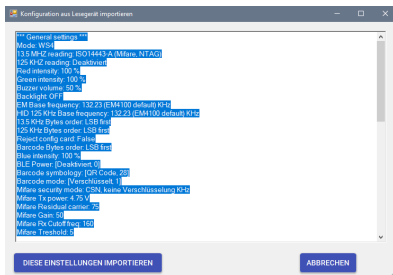 Konfiguration aus Lesegerät importieren
*** General settings ***
Mode: WS4
13.5 MHZ reading: ISO14443-A (Mifare, NTAG)
125 KHZ reading: Deaktiviert
Red intensity: 100 %
Green intensity: 100 %
Buzzer volume: 50 %
Backlight: OFF
EM Base frequency: 132.23 (EM4100 default) KHz
HID 125 KHz Base frequency: 132.23 (EM4100 default) KHz
13.5 KHz Bytes order: LSB first
125 KHz Bytes order: LSB first
Reject config card: False
Barcode Bytes order: LSB first
Blue intensity: 100 %
BLE Power: [Deaktiviert, 0]
Barcode symbology: [QR Code, 28]
Barcode mode: [Verschlüsselt, 1]
Mifare security mode: CSN, keine Verschlüsselung KHz
Mifare Tx power: 4.75 V
Mifare Residual carrier: 75
Mifare Gain: 50
Mifare Rx Cutoff freq: 160
Mifare Treshold: 5
DIESE EINSTELLUNGEN IMPORTIEREN
ABBRECHEN